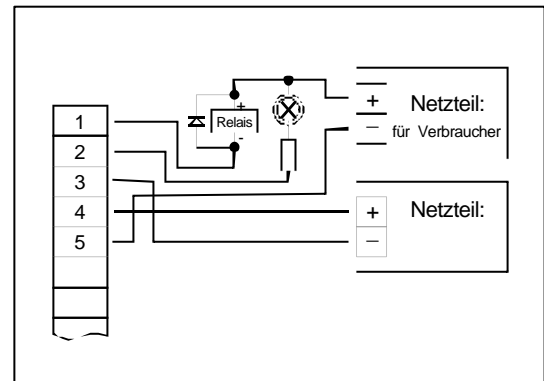 1
2
3
4
5
+
Relais
-
+
Netzteil:
–
für Verbraucher
+
Netzteil:
–